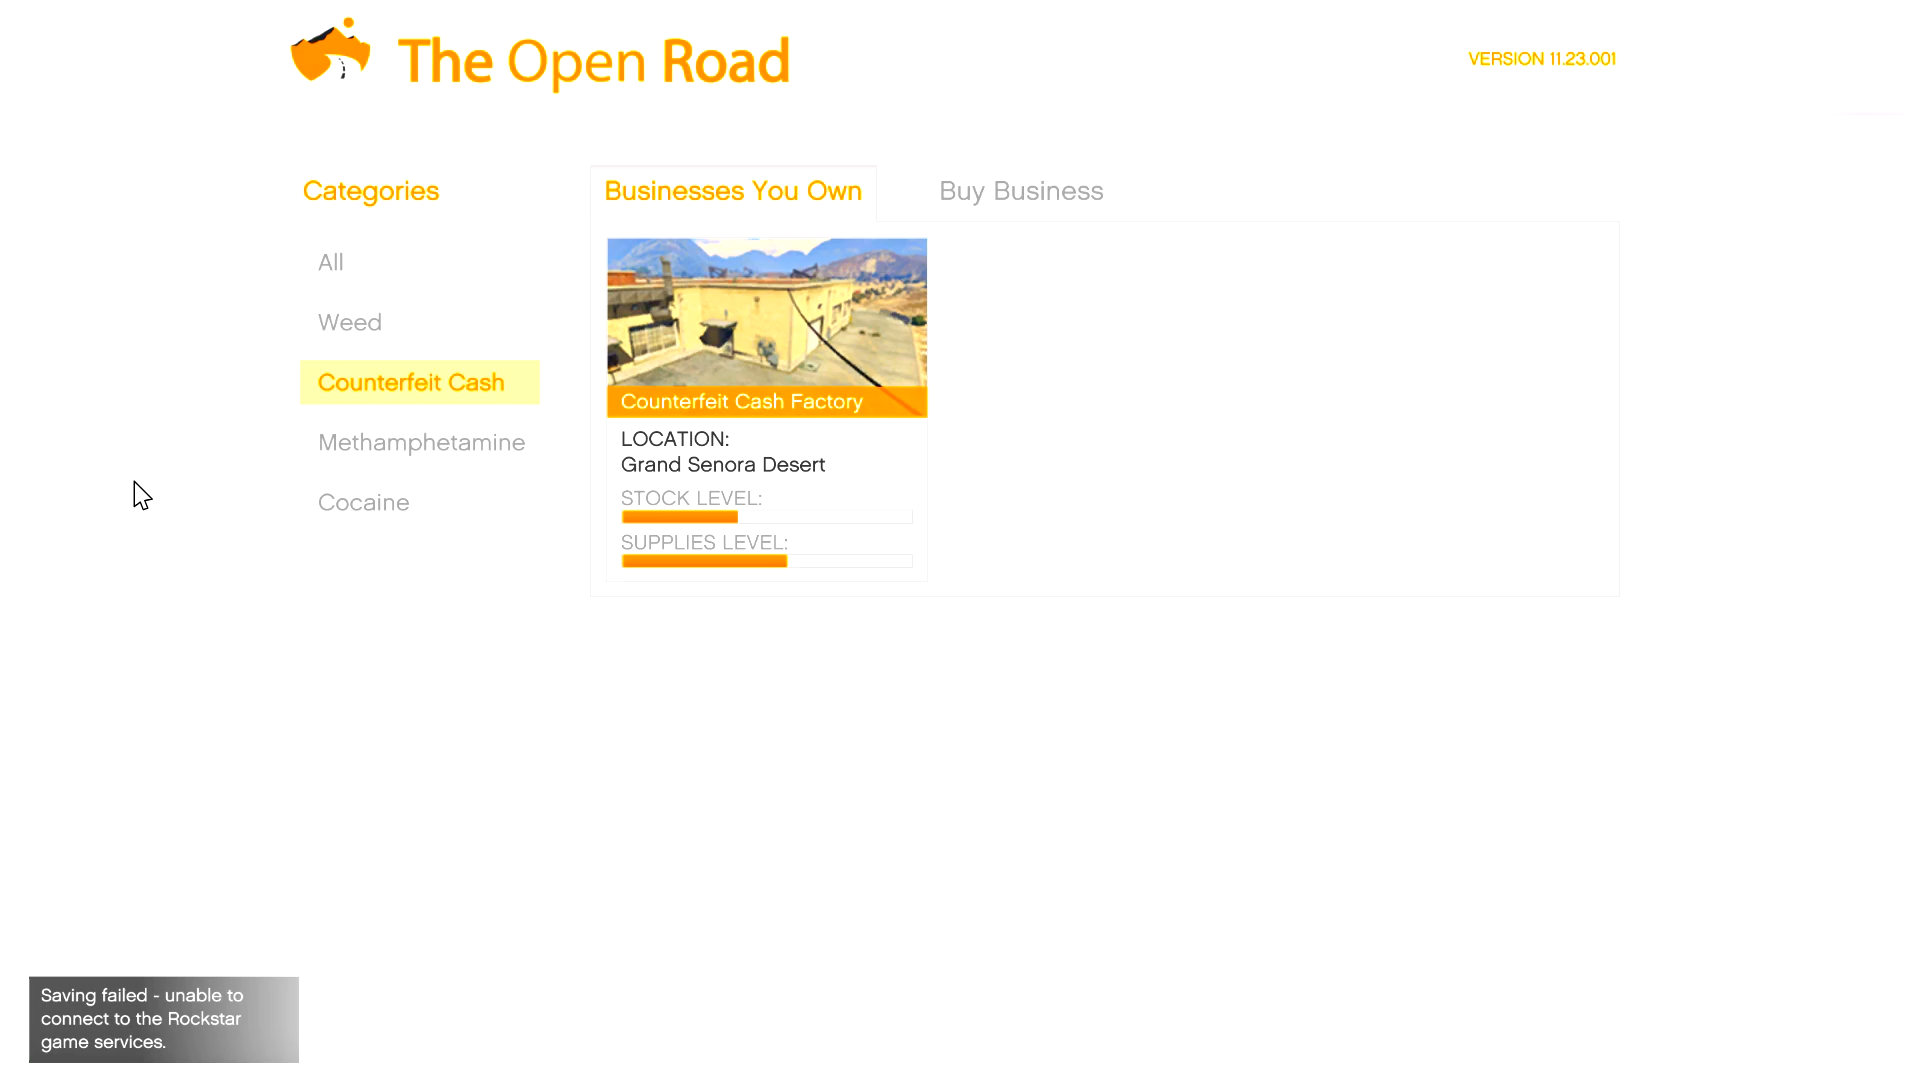 The Open Road
VERSION 11.23.001
Categories
All
Weed
Counterfeit Cash
Methamphetamine
Cocaine
Businesses You Own
Buy Business
Counterfeit Cash Factory
LOCATION:
Grand Senora Desert
STOCK LEVEL:
SUPPLIES LEVEL:
Saving failed - unable to
connect to the Rockstar
game services.